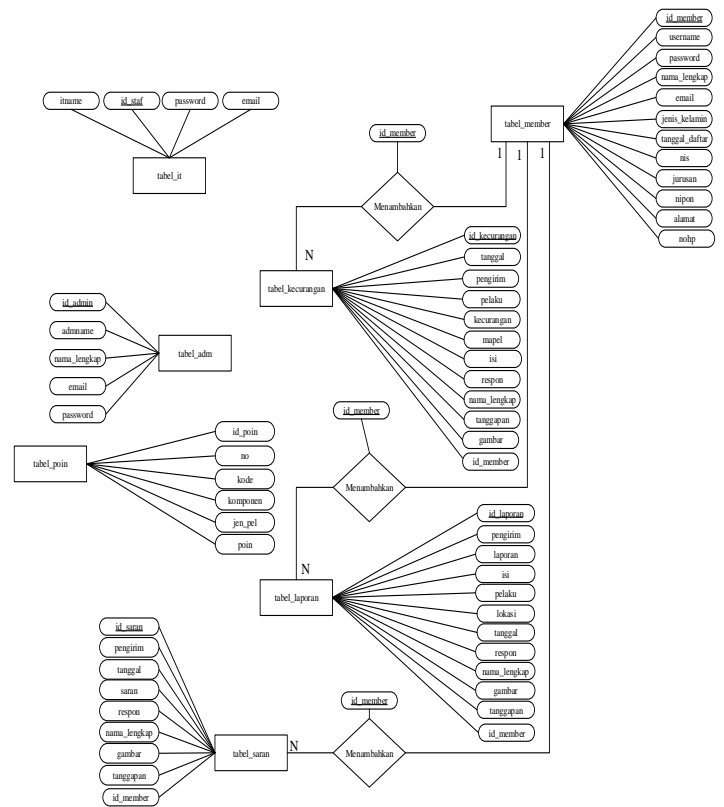 id_member
username
password
nama_lengkap
email
jenis_kelamin
tanggal_daftar
nis
jurusan
nipon
alamat
nohp
tabel_member
1
1
1
itname
id_staf
password
email
tabel_it
id_member
Menambahkan
N
tabel_kecurangan
id_kecurangan
tanggal
pengirim
pelaku
kecurangan
mapel
isi
respon
nama_lengkap
tanggapan
gambar
id_member
id_admin
admname
nama_lengkap
email
password
tabel_adm
tabel_poin
id_poin
no
kode
komponen
jen_pel
poin
id_member
Menambahkan
N
tabel_laporan
id_laporan
pengirim
laporan
isi
pelaku
lokasi
tanggal
respon
nama_lengkap
gambar
tanggapan
id_member
id_saran
pengirim
tanggal
saran
respon
nama_lengkap
gambar
tanggapan
id_member
tabel_saran
N
id_member
Menambahkan